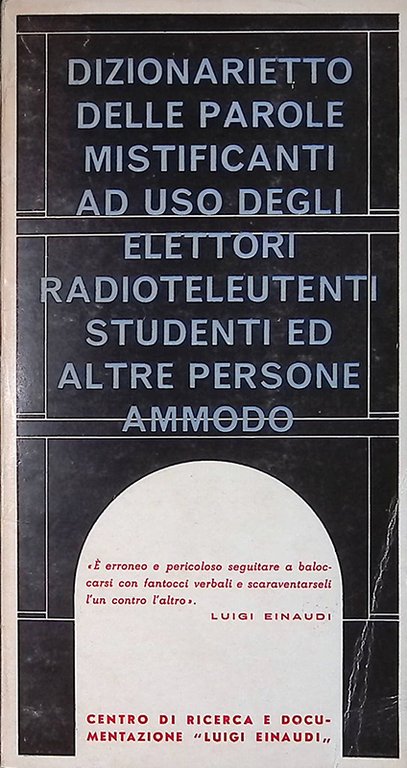 DIZIONARIETTO
DELLE PAROLE
MISTIFICANTI
AD USO DEGLI
ELETTORI
RADIOTELEUTENTI
STUDENTI ED
ALTRE PERSONE
AMMODO
«È erroneo e pericoloso seguitare a baloc-
carsi con fantocci verbali e scaraventarseli
l'un contro l'altro».
LUIGI EINAUDI
CENTRO DI RICERCA E DOCU-
MENTAZIONE "LUIGI EINAUDI„